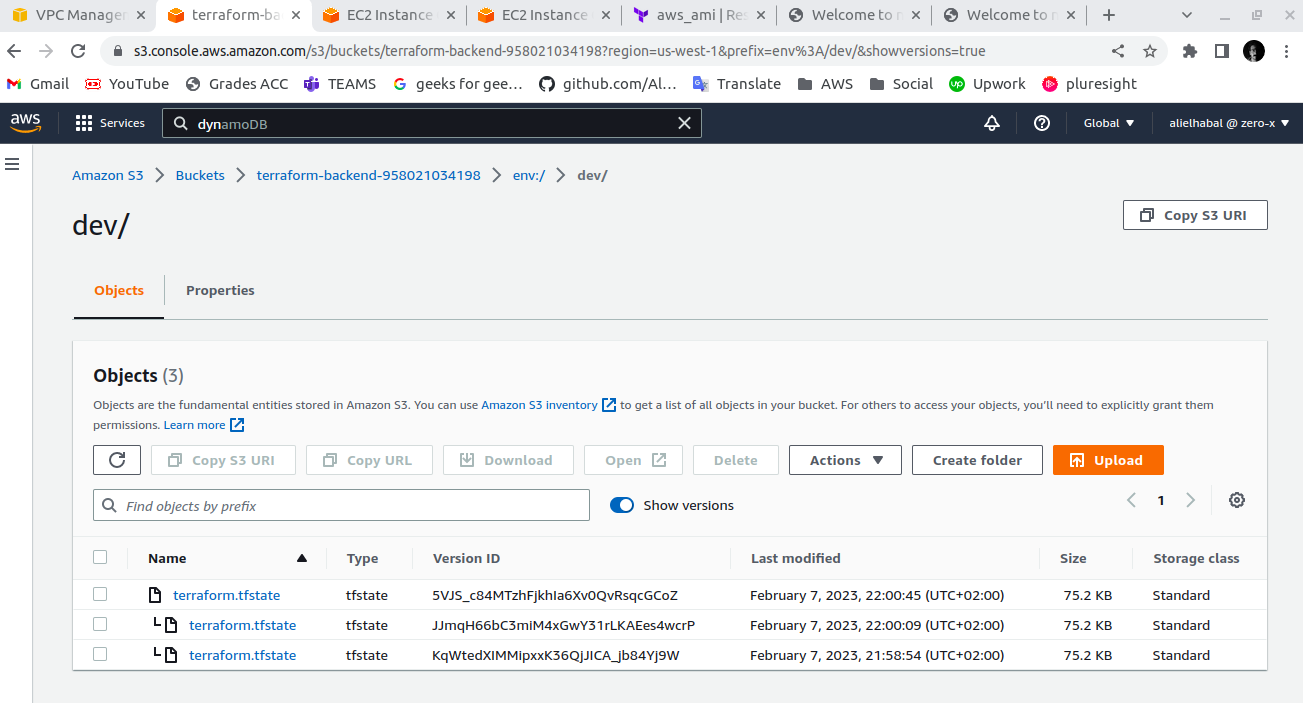 VPC Manager
terraform-ba
EC2 Instance
EC2 Instance
aws_ami | Res
Welcome to n
Welcome to n
s3.console.aws.amazon.com/s3/buckets/terraform-backend-958021034198?region=us-west-1&prefix=env%3A/dev/&showversions=true
Gmail YouTube Grades ACC TEAMS geeks for gee... github.com/Al... Translate AWS Social Upwork pluresight
aws Services dynamoDB Global alielhabal @ zero-x
Amazon S3 Buckets terraform-backend-958021034198 env:/ dev/
dev/
Copy S3 URI
Objects Properties
Objects (3)
Objects are the fundamental entities stored in Amazon S3. You can use Amazon S3 inventory to get a list of all objects in your bucket. For others to access your objects, you'll need to explicitly grant them
permissions. Learn more
Copy S3 URI Copy URL Download Open Delete Actions Create folder Upload
Find objects by prefix Show versions 1
Name Type Version ID Last modified Size Storage class
terraform.tfstate tfstate 5VJS_c84MTzhFjkhIa6Xv0QvRsqcGCoZ February 7, 2023, 22:00:45 (UTC+02:00) 75.2 KB Standard
terraform.tfstate tfstate JJmqH66bC3miM4xGwY31rLKAEes4wcrP February 7, 2023, 22:00:09 (UTC+02:00) 75.2 KB Standard
terraform.tfstate tfstate KqWtedXIMMipxxK36QjJICA_jb84Yj9W February 7, 2023, 21:58:54 (UTC+02:00) 75.2 KB Standard